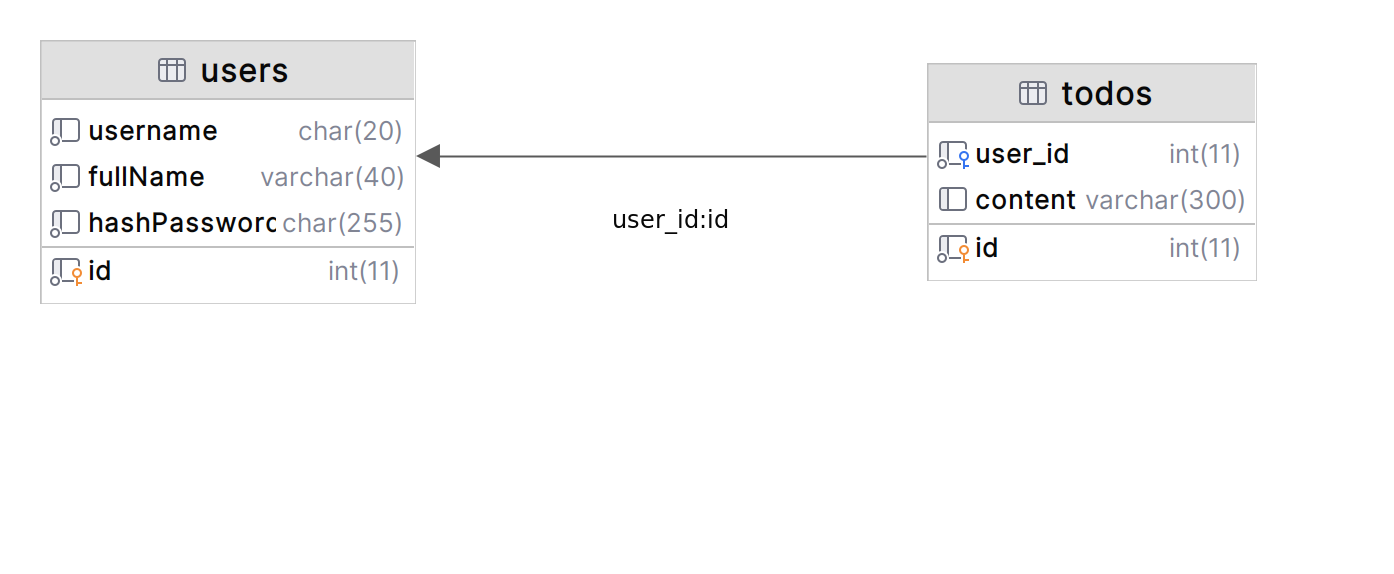 users
username char(20)
fullName varchar(40)
hashPassword char(255)
id int(11)
user_id:id
todos
user_id int(11)
content varchar(300)
id int(11)